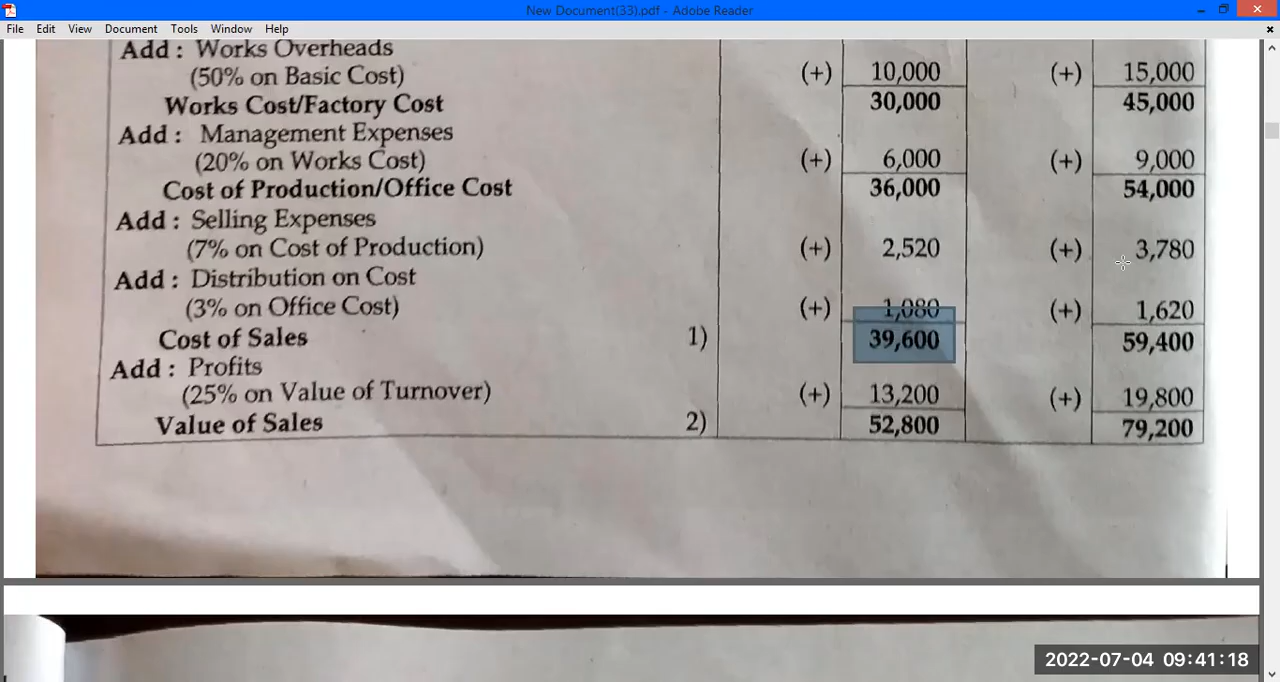 New Document(33).pdf - Adobe Reader
File Edit View Document Tools Window Help
Add : Works Overheads
(50% on Basic Cost) (+) 10,000 (+) 15,000
Works Cost/Factory Cost 30,000 45,000
Add : Management Expenses
(20% on Works Cost) (+) 6,000 (+) 9,000
Cost of Production/Office Cost 36,000 54,000
Add : Selling Expenses
(7% on Cost of Production) (+) 2,520 (+) 3,780
Add : Distribution on Cost
(3% on Office Cost) (+) 1,080 (+) 1,620
Cost of Sales 1) 39,600 59,400
Add : Profits
(25% on Value of Turnover) (+) 13,200 (+) 19,800
Value of Sales 2) 52,800 79,200
2022-07-04 09:41:18